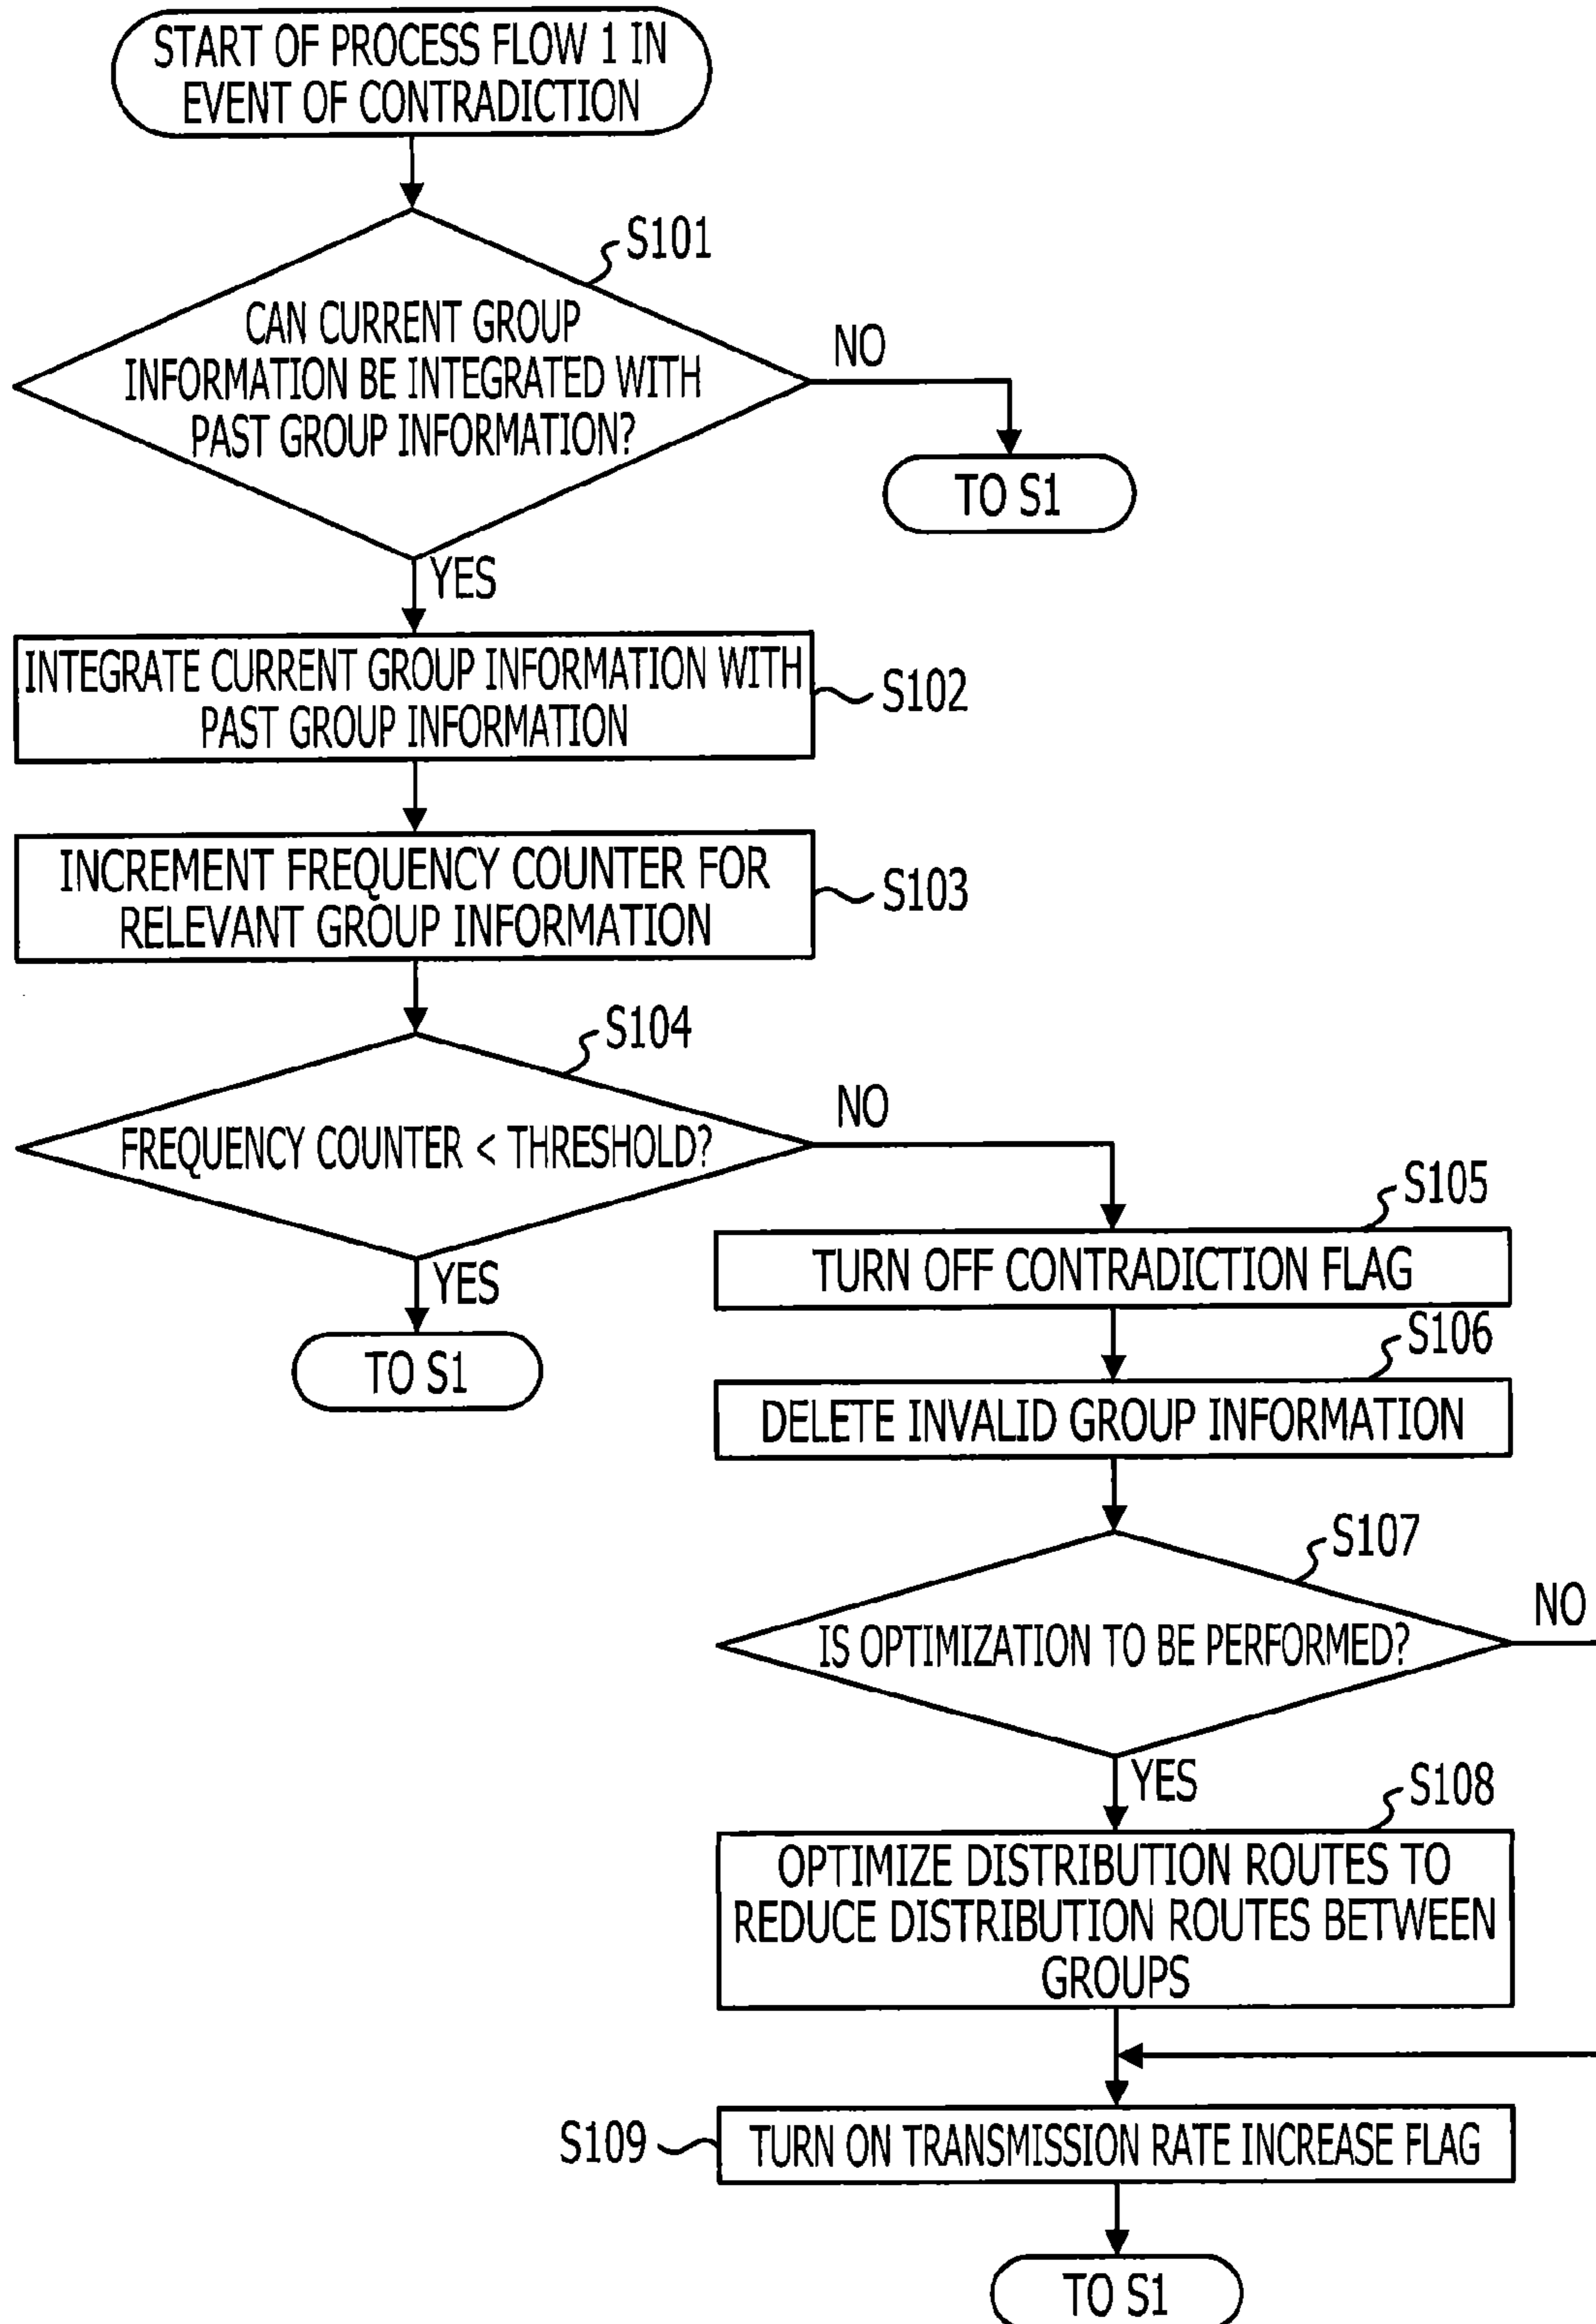 START OF PROCESS FLOW 1 IN
EVENT OF CONTRADICTION
S101
CAN CURRENT GROUP
INFORMATION BE INTEGRATED WITH
PAST GROUP INFORMATION?
NO
TO S1
YES
INTEGRATE CURRENT GROUP INFORMATION WITH
PAST GROUP INFORMATION
S102
INCREMENT FREQUENCY COUNTER FOR
RELEVANT GROUP INFORMATION
S103
S104
FREQUENCY COUNTER < THRESHOLD?
NO
YES
TO S1
S105
TURN OFF CONTRADICTION FLAG
S106
DELETE INVALID GROUP INFORMATION
S107
IS OPTIMIZATION TO BE PERFORMED?
NO
YES
S108
OPTIMIZE DISTRIBUTION ROUTES TO
REDUCE DISTRIBUTION ROUTES BETWEEN
GROUPS
S109
TURN ON TRANSMISSION RATE INCREASE FLAG
TO S1